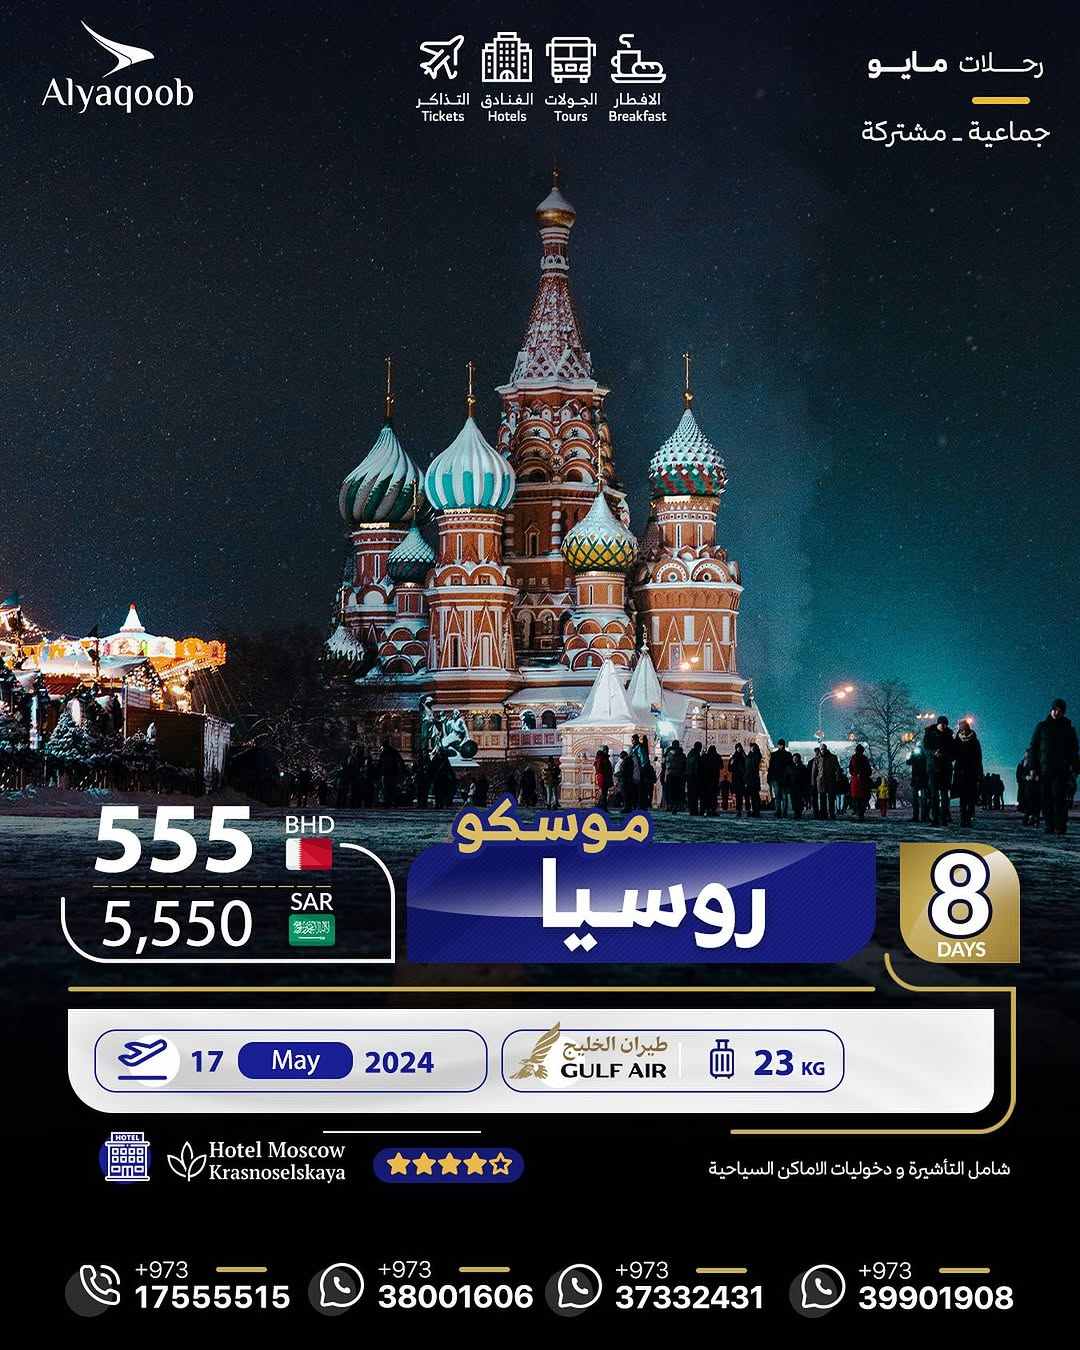 Alyaqoob
التذاكر
Tickets
الفنادق
Hotels
الجولات
Tours
الافطار
Breakfast
رحلات مايو
جماعية - مشتركة
555 BHD
5,550 SAR
موسكو
روسيا
8
DAYS
17 May 2024
طيران الخليج
GULF AIR
23 KG
HOTEL
Hotel Moscow
Krasnoselskaya
شامل التأشيرة و دخوليات الاماكن السياحية
+973
17555515
+973
38001606
+973
37332431
+973
39901908